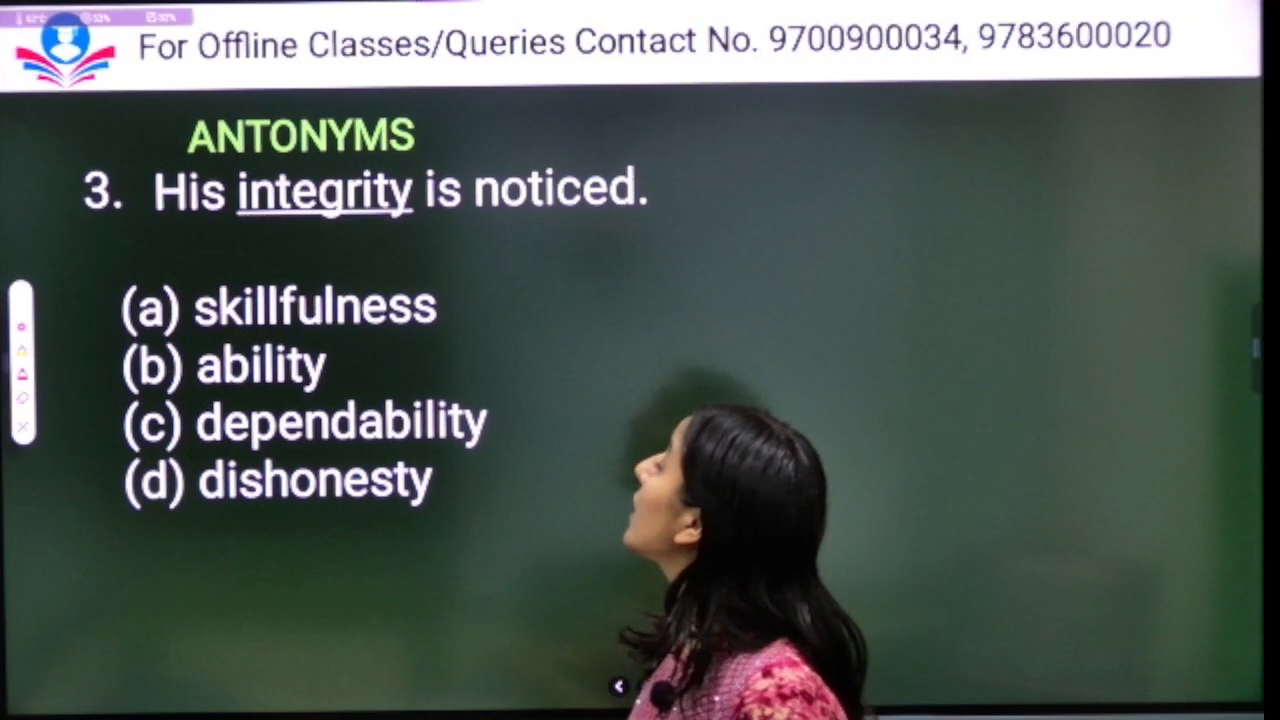 For Offline Classes/Queries Contact No. 9700900034, 9783600020
ANTONYMS
3. His integrity is noticed.
(a) skillfulness
(b) ability
(c) dependability
(d) dishonesty